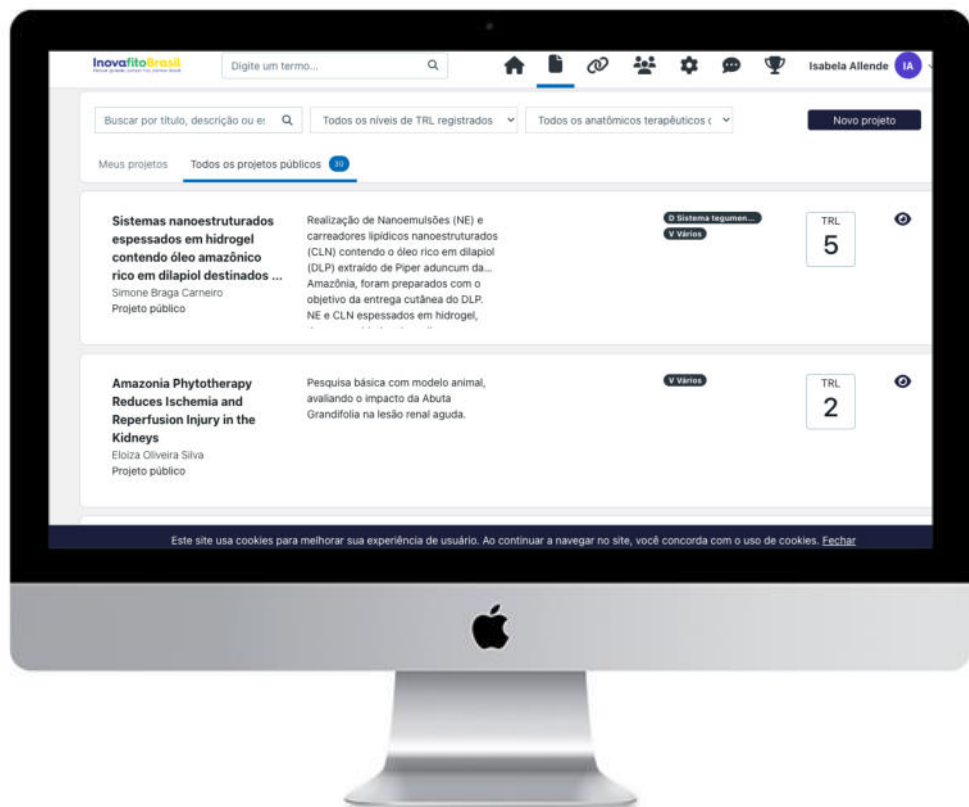 InovafitoBrasil
Digite um termo...
Isabela Allende IA
Buscar por título, descrição ou e
Todos os níveis de TRL registrados
Todos os anatômicos terapêuticos
Novo projeto
Meus projetos
Todos os projetos públicos 30
Sistemas nanoestruturados
espessados em hidrogel
contendo óleo amazônico
rico em dilapiol destinados ...
Simone Braga Carneiro
Projeto público
Realização de Nanoemulsões (NE) e
carreadores lipídicos nanoestruturados
(CLN) contendo o óleo rico em dilapiol
(DLP) extraído de Piper aduncum da...
Amazônia, foram preparados com o
objetivo da entrega cutânea do DLP.
NE e CLN espessados em hidrogel,
D Sistema tegumen...
V Vários
TRL
5
Amazonia Phytotherapy
Reduces Ischemia and
Reperfusion Injury in the
Kidneys
Eloiza Oliveira Silva
Projeto público
Pesquisa básica com modelo animal,
avaliando o impacto da Abuta
Grandifolia na lesão renal aguda.
V Vários
TRL
2
Este site usa cookies para melhorar sua experiência de usuário. Ao continuar a navegar no site, você concorda com o uso de cookies. Fechar